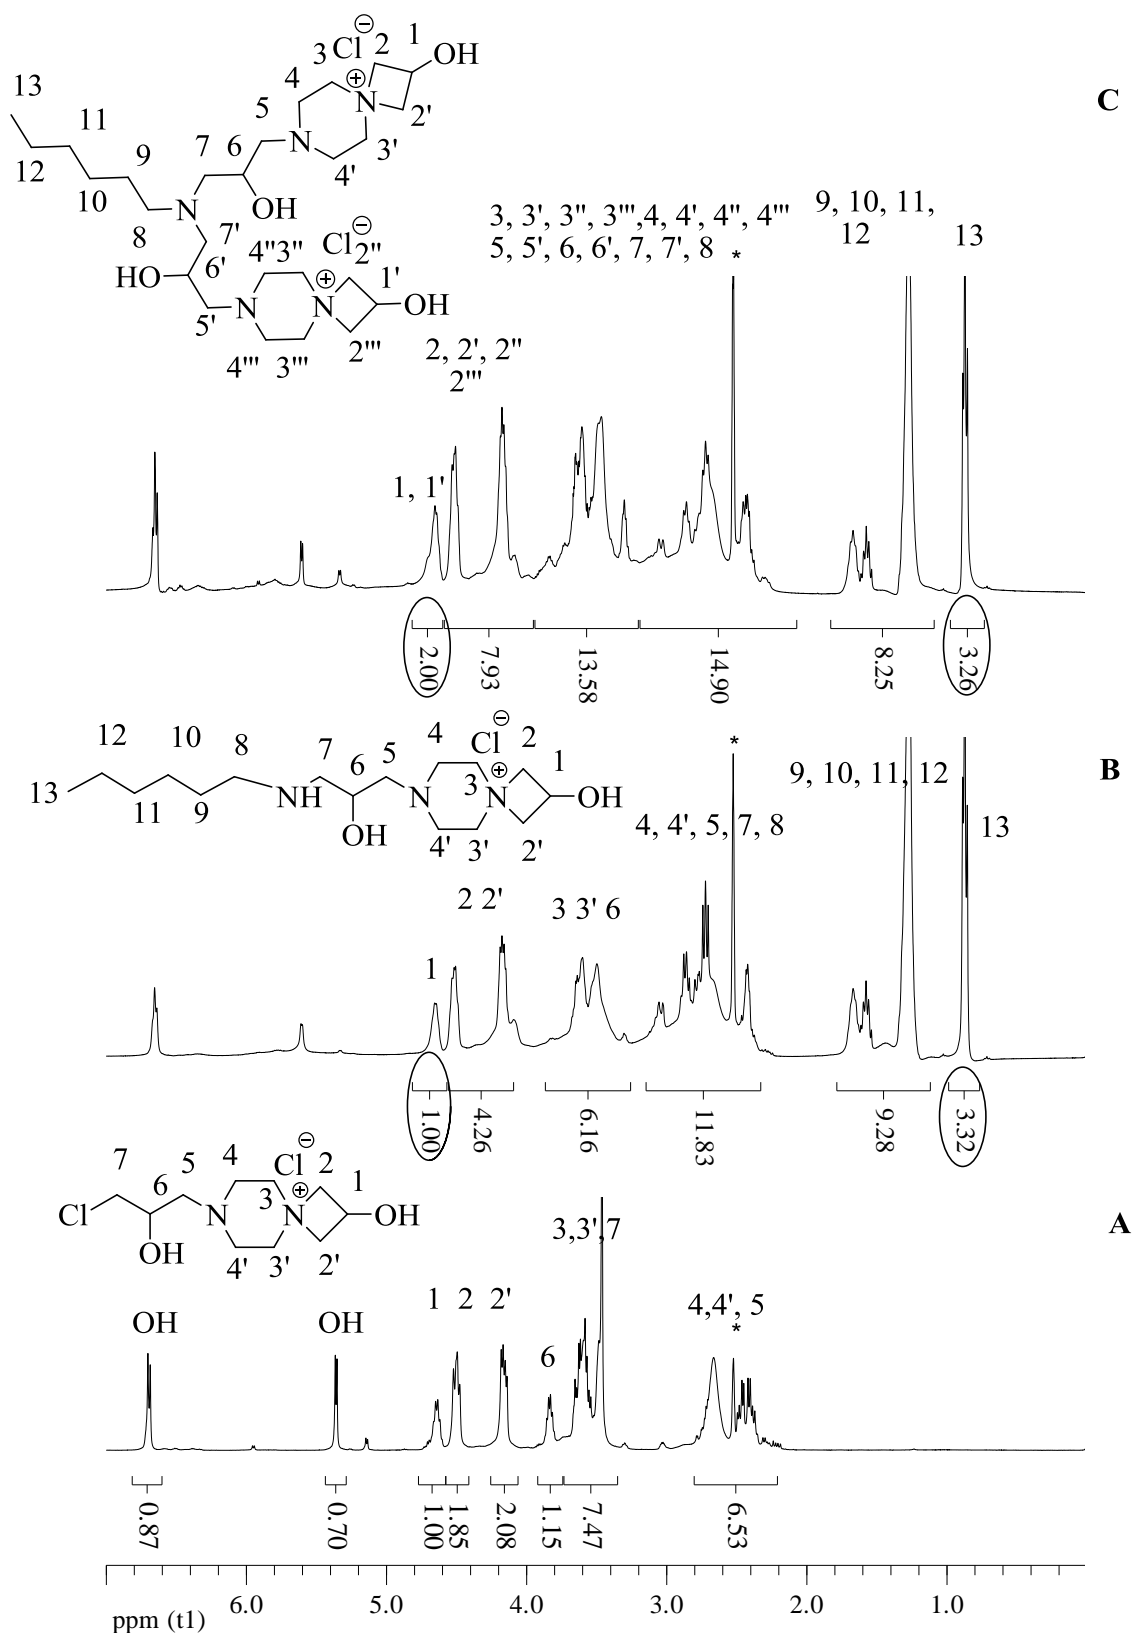 3 Cl⊖ 2 1
OH
4 ⊕
13 N
5 2'
C
11 7 6 N 3'
9 4'
12
10 N OH
8 7'
Cl⊖ 2''
4''3'' 1'
HO 6' ⊕
N N OH
5' 2'''
4''' 3'''
3, 3', 3'', 3''',4, 4', 4'', 4'''
5, 5', 6, 6', 7, 7', 8
*
9, 10, 11,
12
13
2, 2', 2''
2'''
1, 1'
2.00 7.93 13.58 14.90 8.25 3.26
12 10 8 7 5 4 Cl⊖ 2
6 3 ⊕ 1
13 11 9 NH N N OH
OH 4' 3' 2'
*
9, 10, 11, 12
B
4, 4', 5, 7, 8
13
2 2' 3 3' 6
1
1.00 4.26 6.16 11.83 9.28 3.32
Cl⊖
7 6 5 4 2
3 ⊕ 1
Cl N N OH
OH 4' 3' 2'
A
3,3',7
OH OH 1 2 2' 6
4,4', 5
*
0.87 0.70 1.00 1.85 2.08 1.15 7.47 6.53
6.0 5.0 4.0 3.0 2.0 1.0
ppm (t1)